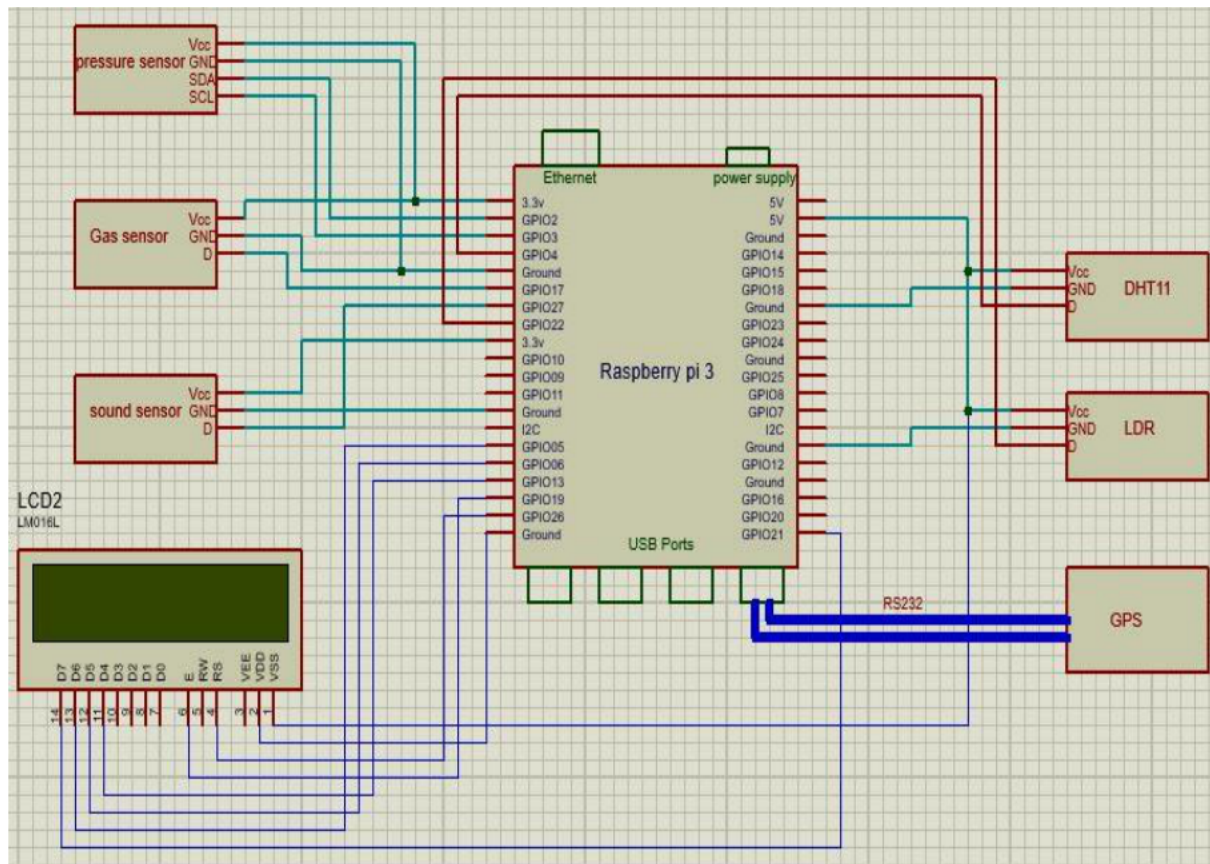 Vcc
pressure sensor GND
SDA
SCL
Ethernet
power supply
Vcc
Gas sensor GND
D
3.3v
GPIO2
GPIO3
GPIO4
Ground
GPIO17
GPIO27
GPIO22
3.3v
GPIO10
GPIO09
GPIO11
Ground
I2C
GPIO05
GPIO06
GPIO13
GPIO19
GPIO26
Ground
Raspberry pi 3
5V
5V
Ground
GPIO14
GPIO15
GPIO18
Ground
GPIO23
GPIO24
Ground
GPIO25
GPIO8
GPIO7
I2C
Ground
GPIO12
Ground
GPIO16
GPIO20
GPIO21
USB Ports
Vcc
GND DHT11
D
Vcc
sound sensor GND
D
Vcc
GND LDR
D
LCD2
LM016L
D7 D6 D5 D4 D3 D2 D1 D0 E RW RS VEE VDD VSS
14 13 12 11 10 9 8 7 6 5 4 3 2 1
RS232
GPS